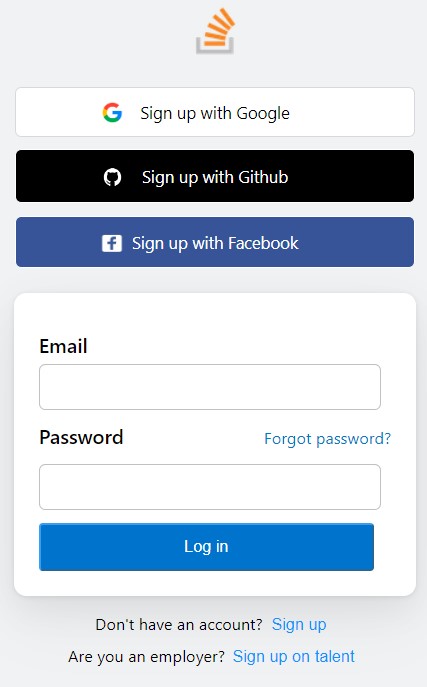 Sign up with Google
Sign up with Github
Sign up with Facebook
Email
Password Forgot password?
Log in
Don't have an account? Sign up
Are you an employer? Sign up on talent